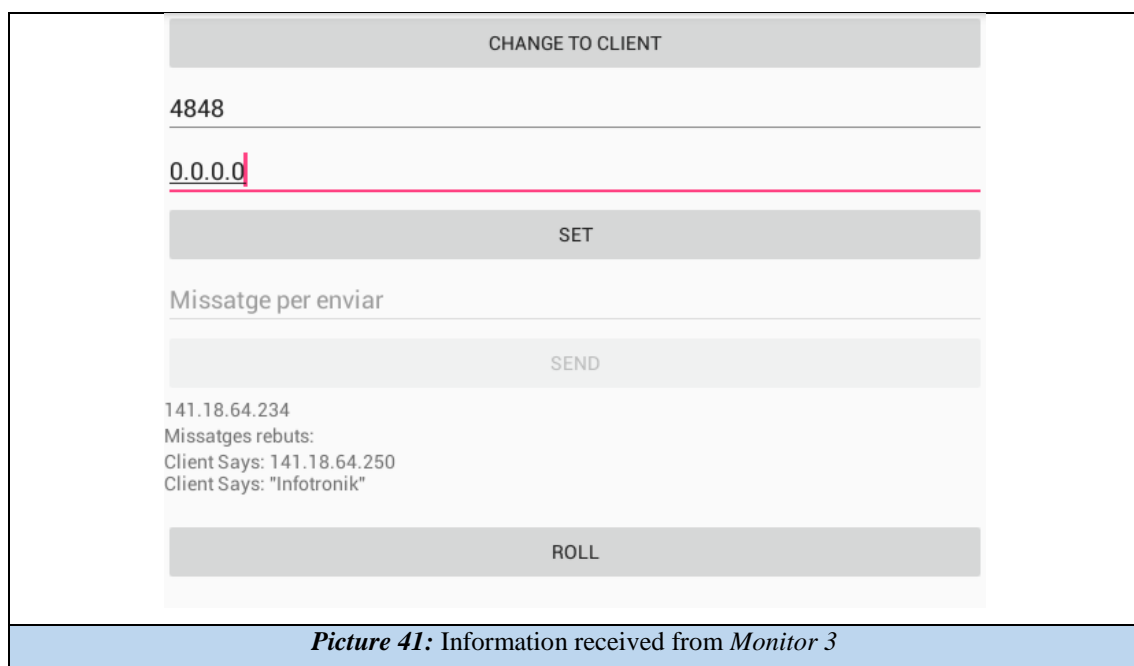 CHANGE TO CLIENT
4848
0.0.0.0
SET
Missatge per enviar
SEND
141.18.64.234
Missatges rebuts:
Client Says: 141.18.64.250
Client Says: "Infotronik"
ROLL
Picture 41: Information received from Monitor 3